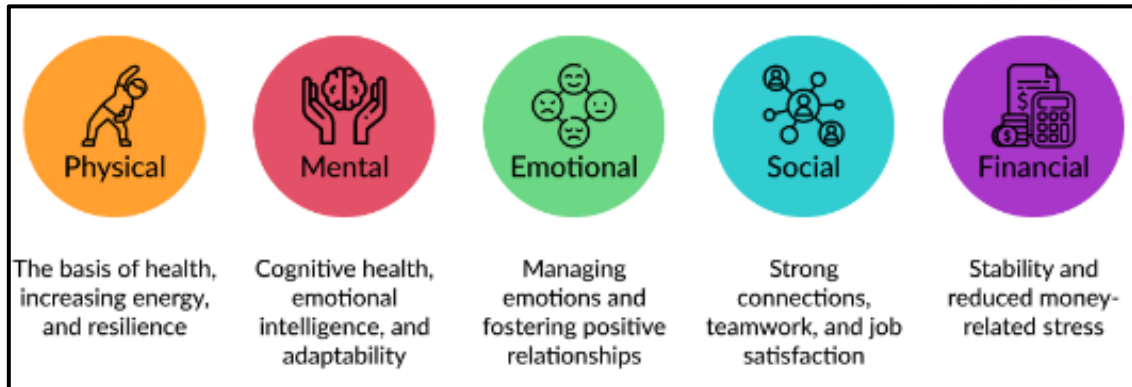 Physical
Mental
Emotional
Social
Financial
The basis of health,
increasing energy,
and resilience
Cognitive health,
emotional
intelligence, and
adaptability
Managing
emotions and
fostering positive
relationships
Strong
connections,
teamwork, and job
satisfaction
Stability and
reduced money-
related stress